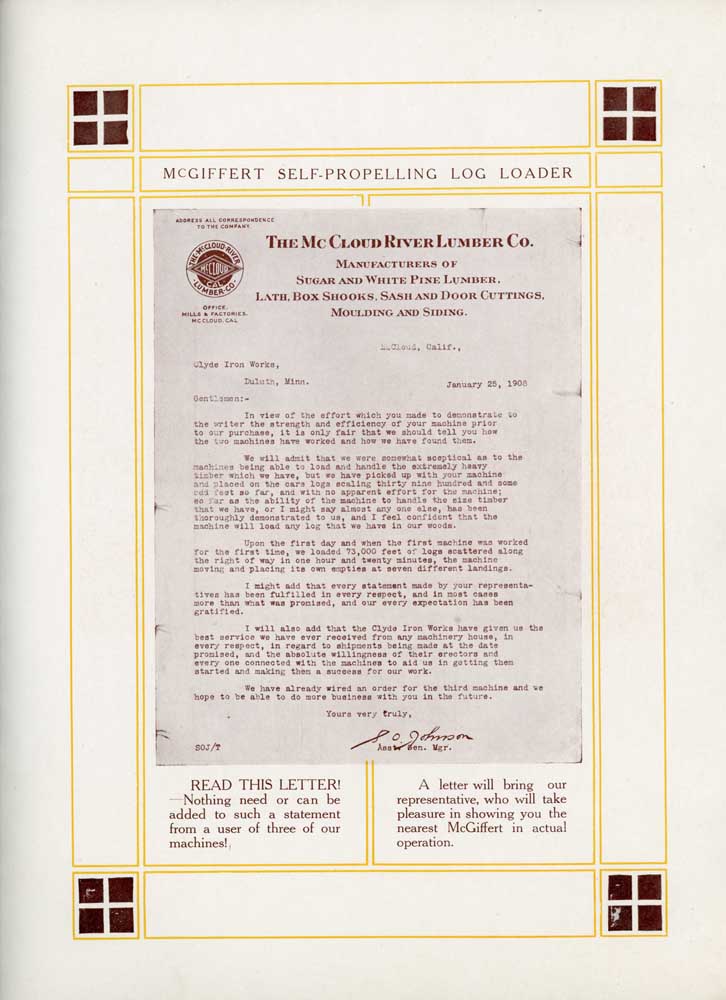 McGIFFERT SELF-PROPELLING LOG LOADER
ADDRESS ALL CORRESPONDENCE
TO THE COMPANY.
THE McCLOUD RIVER
McCLOUD
CAL.
LUMBER CO.
OFFICE,
MILLS & FACTORIES.
McCLOUD, CAL.
THE McCLOUD RIVER LUMBER CO.
MANUFACTURERS OF
SUGAR AND WHITE PINE LUMBER,
LATH, BOX SHOOKS, SASH AND DOOR CUTTINGS,
MOULDING AND SIDING.
McCloud, Calif.,
Clyde Iron Works,
Duluth, Minn.
January 25, 1908
Gentlemen:-
In view of the effort which you made to demonstrate to
the writer the strength and efficiency of your machine prior
to our purchase, it is only fair that we should tell you how
the two machines have worked and how we have found them.
We will admit that we were somewhat sceptical as to the
machines being able to load and handle the extremely heavy
timber which we have, but we have picked up with your machine
and placed on the cars logs scaling thirty nine hundred and some
odd feet so far, and with no apparent effort for the machine;
so far as the ability of the machine to handle the size timber
that we have, or I might say almost any one else, has been
thoroughly demonstrated to us, and I feel confident that the
machine will load any log that we have in our woods.
Upon the first day and when the first machine was worked
for the first time, we loaded 73,000 feet of logs scattered along
the right of way in one hour and twenty minutes, the machine
moving and placing its own empties at seven different landings.
I might add that every statement made by your representa-
tives has been fulfilled in every respect, and in most cases
more than what was promised, and our every expectation has been
gratified.
I will also add that the Clyde Iron Works have given us the
best service we have ever received from any machinery house, in
every respect, in regard to shipments being made at the date
promised, and the absolute willingness of their erectors and
every one connected with the machines to aid us in getting them
started and making them a success for our work.
We have already wired an order for the third machine and we
hope to be able to do more business with you in the future.
Yours very truly,
S. O. Johnson
SOJ/T
Asst. Gen. Mgr.
READ THIS LETTER!
—Nothing need or can be
added to such a statement
from a user of three of our
machines!
A letter will bring our
representative, who will take
pleasure in showing you the
nearest McGiffert in actual
operation.